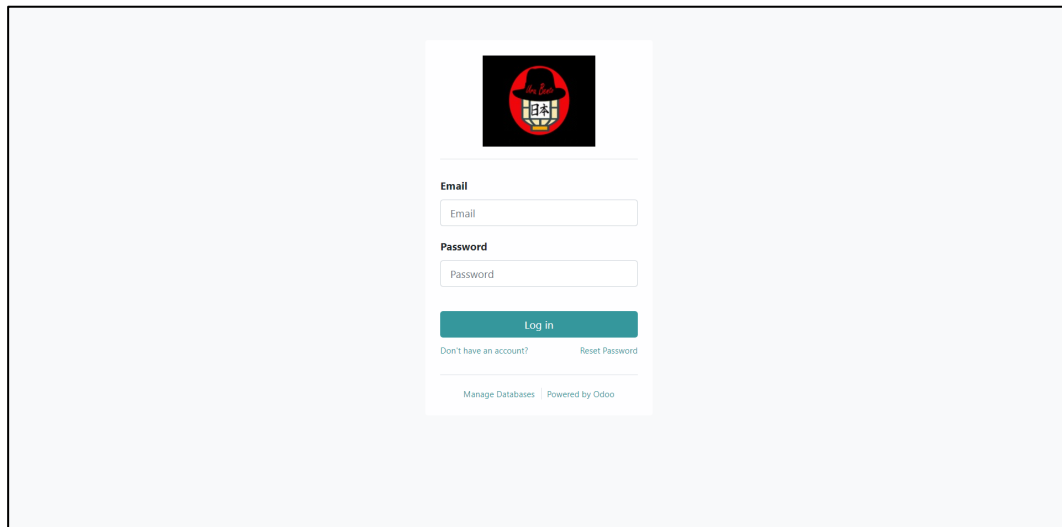 日本
Email
Email
Password
Password
Log in
Don't have an account? Reset Password
Manage Databases Powered by Odoo